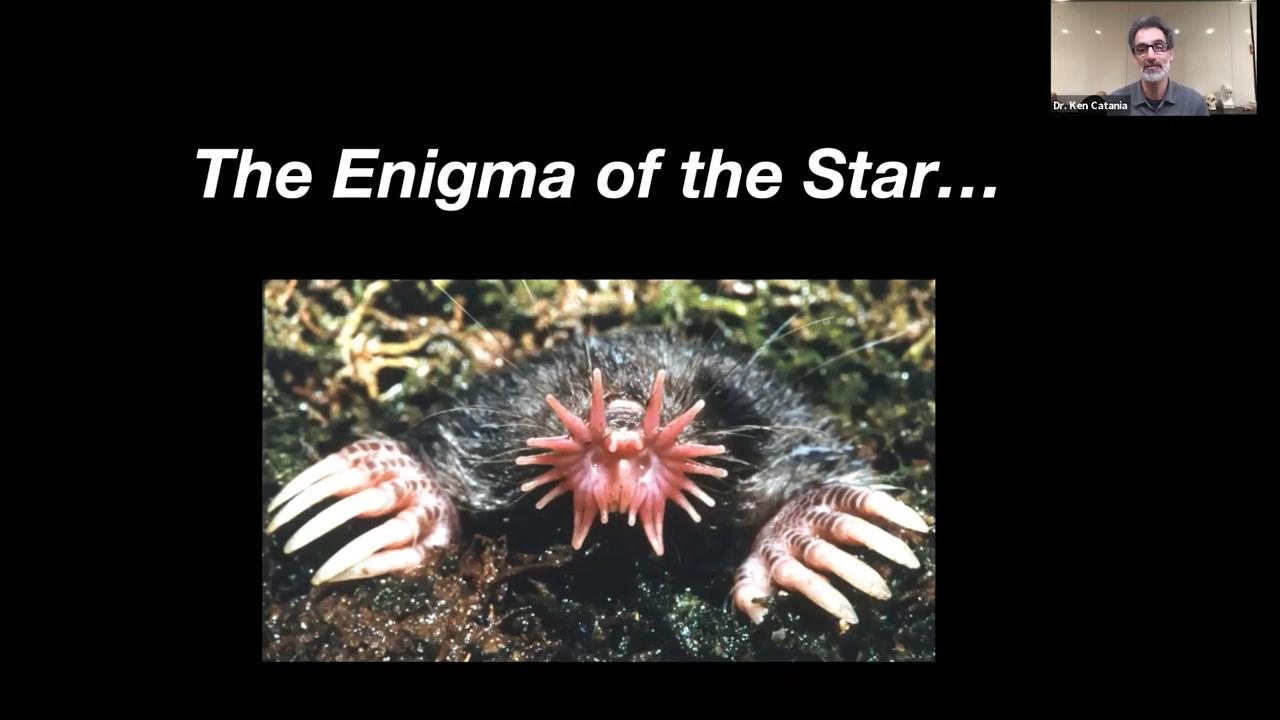 Dr. Ken Catania
The Enigma of the Star...